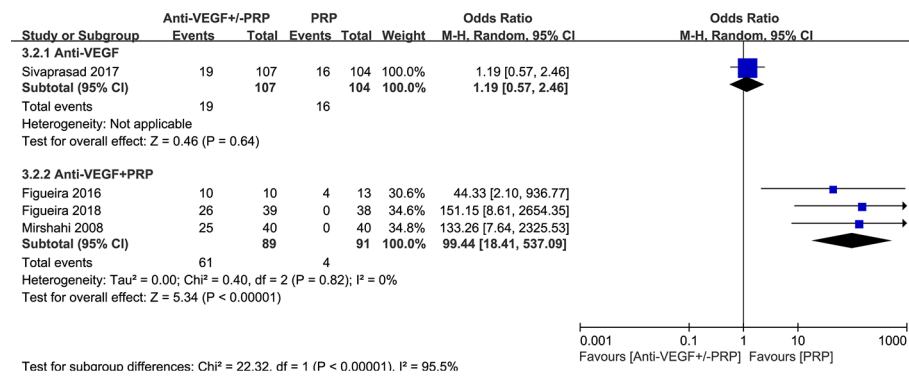 Anti-VEGF+/-PRP PRP Odds Ratio Odds Ratio
Study or Subgroup Events Total Events Total Weight M-H. Random. 95% CI M-H. Random. 95% CI
3.2.1 Anti-VEGF
Sivaprasad 2017 19 107 16 104 100.0% 1.19 [0.57, 2.46]
Subtotal (95% CI) 107 104 100.0% 1.19 [0.57, 2.46]
Total events 19 16
Heterogeneity: Not applicable
Test for overall effect: Z = 0.46 (P = 0.64)
3.2.2 Anti-VEGF+PRP
Figueira 2016 10 10 4 13 30.6% 44.33 [2.10, 936.77]
Figueira 2018 26 39 0 38 34.6% 151.15 [8.61, 2654.35]
Mirshahi 2008 25 40 0 40 34.8% 133.26 [7.64, 2325.53]
Subtotal (95% CI) 89 91 100.0% 99.44 [18.41, 537.09]
Total events 61 4
Heterogeneity: Tau² = 0.00; Chi² = 0.40, df = 2 (P = 0.82); I² = 0%
Test for overall effect: Z = 5.34 (P < 0.00001)
0.001 0.1 1 10 1000
Favours [Anti-VEGF+/-PRP] Favours [PRP]
Test for subgroup differences: Chi² = 22.32, df = 1 (P < 0.00001), I² = 95.5%